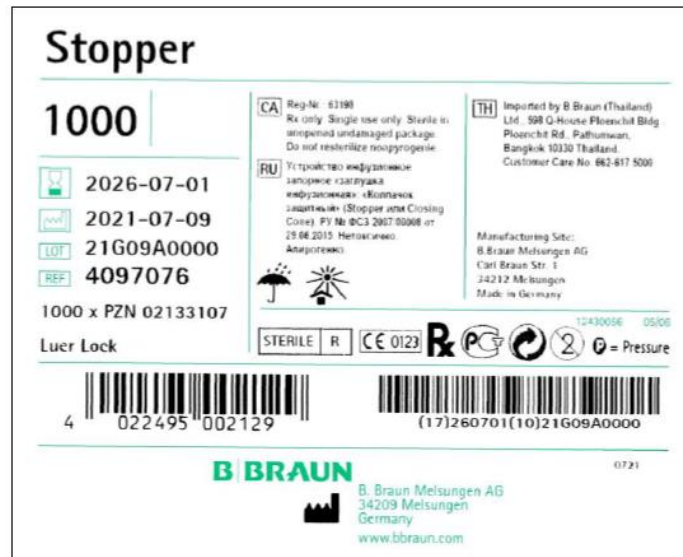 Stopper
1000
2026-07-01
2021-07-09
LOT 21G09A0000
REF 4097076
1000 x PZN 02133107
Luer Lock
CA Reg-Nr.: 63198
Rx only. Single use only. Sterile in
unopened undamaged package.
Do not resterilize nonpyrogenic
RU Устройство инфузионное
запорное «заглушка
инфузионная»: «Колпачок
защитный» (Stopper или Closing
Cone). РУ № ФСЗ 2007/00008 от
29.06.2015. Нетоксично.
Апирогенно.
TH Imported by B.Braun (Thailand)
Ltd., 598 Q-House Ploenchit Bldg.
Ploenchit Rd., Pathumwan,
Bangkok 10330 Thailand.
Customer Care No. 662-617 5000
Manufacturing Site:
B.Braun Melsungen AG
Carl Braun Str. 1
34212 Melsungen
Made in Germany
12430056 05/06
STERILE R CE 0123 Rx PCT 2 P = Pressure
4 022495 002129
(17)260701(10)21G09A0000
B BRAUN
0721
B. Braun Melsungen AG
34209 Melsungen
Germany
www.bbraun.com